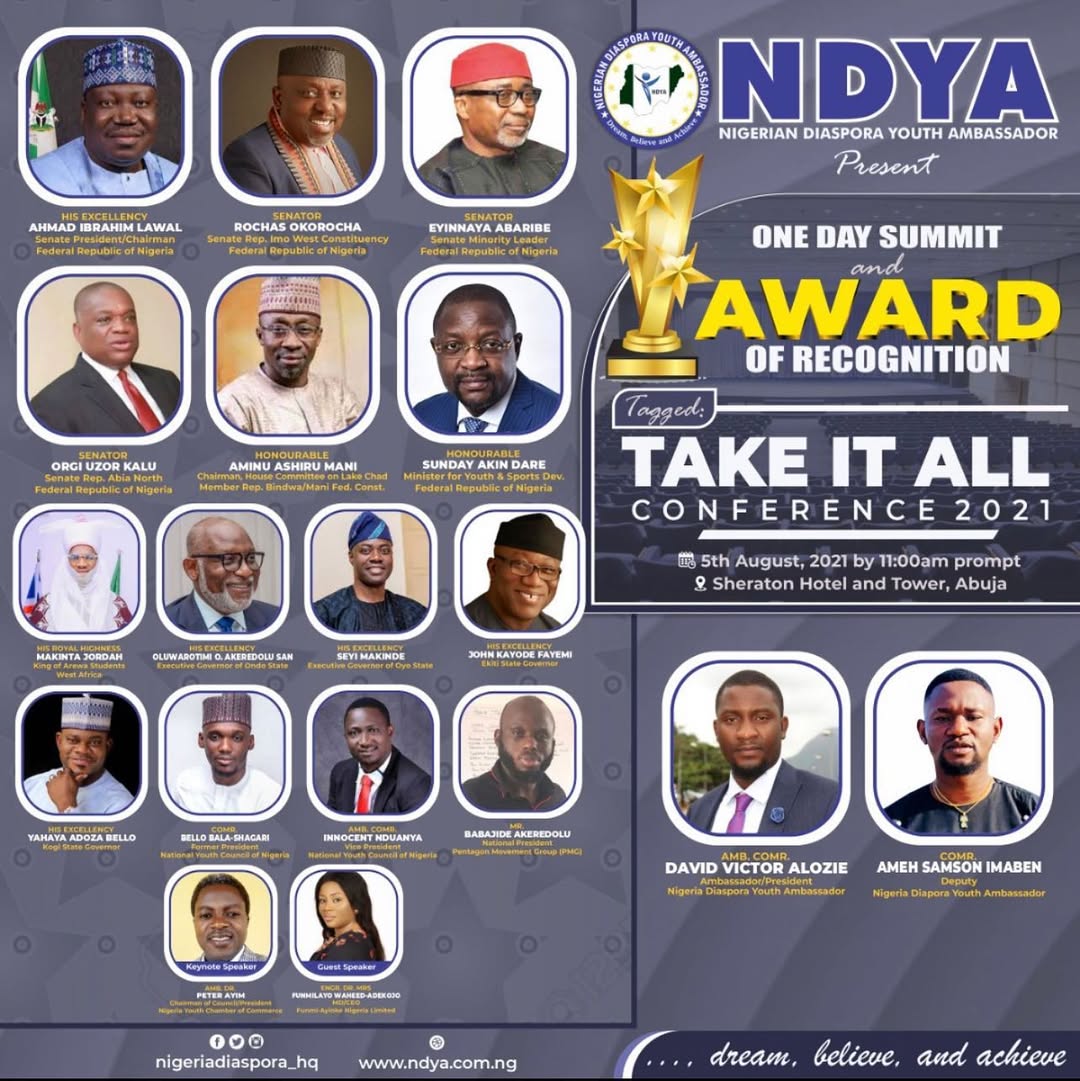 NIGERIAN DIASPORA YOUTH AMBASSADOR
NDYA
Dream, Believe and Achieve
NDYA
NIGERIAN DIASPORA YOUTH AMBASSADOR
Present
ONE DAY SUMMIT
and
AWARD
OF RECOGNITION
Tagged:
TAKE IT ALL
CONFERENCE 2021
5th August, 2021 by 11:00am prompt
Sheraton Hotel and Tower, Abuja
HIS EXCELLENCY
AHMAD IBRAHIM LAWAL
Senate President/Chairman
Federal Republic of Nigeria
SENATOR
ROCHAS OKOROCHA
Senate Rep. Imo West Constituency
Federal Republic of Nigeria
SENATOR
EYINNAYA ABARIBE
Senate Minority Leader
Federal Republic of Nigeria
SENATOR
ORGI UZOR KALU
Senate Rep. Abia North
Federal Republic of Nigeria
HONOURABLE
AMINU ASHIRU MANI
Chairman, House Committee on Lake Chad
Member Rep. Bindwa/Mani Fed. Const.
HONOURABLE
SUNDAY AKIN DARE
Minister for Youth & Sports Dev.
Federal Republic of Nigeria
HIS ROYAL HIGHNESS
MAKINTA JORDAH
King of Arewa Students
West Africa
HIS EXCELLENCY
OLUWAROTIMI O. AKEREDOLU SAN
Executive Governor of Ondo State
HIS EXCELLENCY
SEYI MAKINDE
Executive Governor of Oyo State
HIS EXCELLENCY
JOHN KAYODE FAYEMI
Ekiti State Governor
HIS EXCELLENCY
YAHAYA ADOZA BELLO
Kogi State Governor
COMR.
BELLO BALA-SHAGARI
Former President
National Youth Council of Nigeria
AMB. COMR.
INNOCENT NDUANYA
Vice President
National Youth Council of Nigeria
MR.
BABAJIDE AKEREDOLU
National President
Pentagon Movement Group (PMG)
Keynote Speaker
AMB. DR.
PETER AYIM
Chairman of Council/President
Nigeria Youth Chamber of Commerce
Guest Speaker
ENGR. DR. MRS
FUNMILAYO WAHEED-ADEKOJO
MD/CEO
Funmi-Ayinke Nigeria Limited
AMB. COMR.
DAVID VICTOR ALOZIE
Ambassador/President
Nigeria Diaspora Youth Ambassador
COMR.
AMEH SAMSON IMABEN
Deputy
Nigeria Diapora Youth Ambassador
nigeriadiaspora_hq
www.ndya.com.ng
...., dream, believe, and achieve